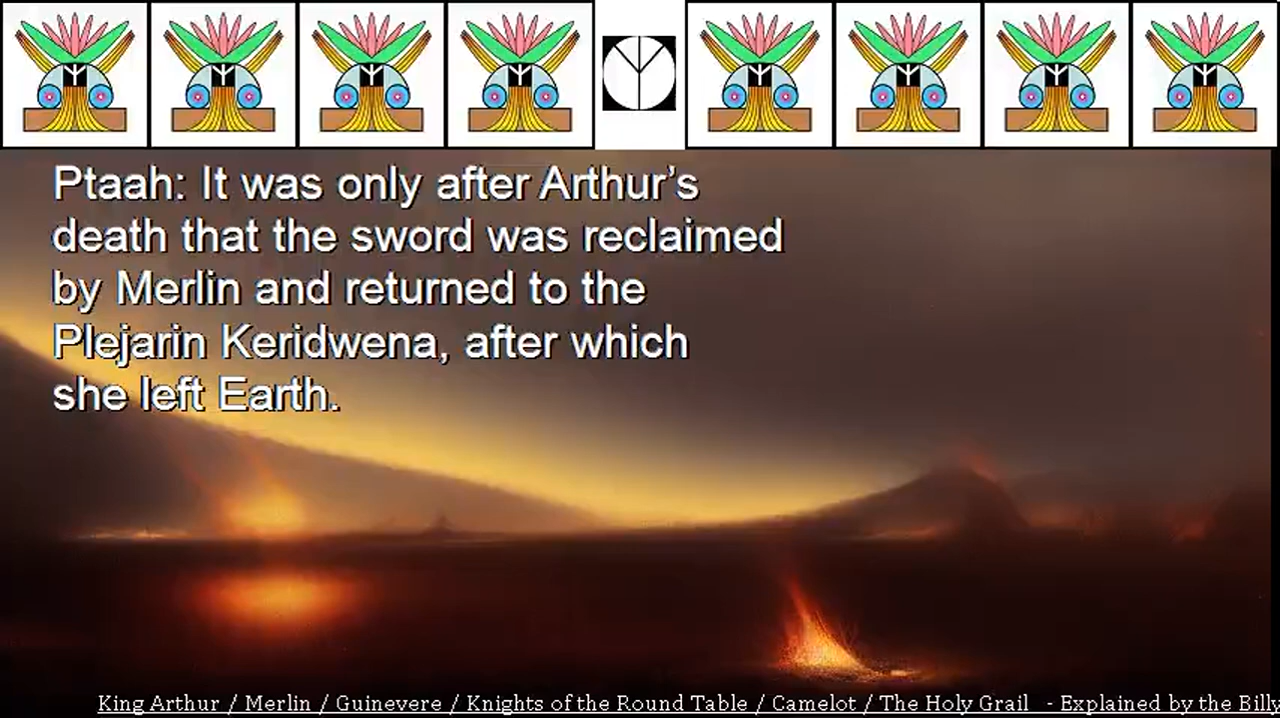 Ptaah: It was only after Arthur’s
death that the sword was reclaimed
by Merlin and returned to the
Plejarin Keridwena, after which
she left Earth.
King Arthur / Merlin / Guinevere / Knights of the Round Table / Camelot / The Holy Grail - Explained by the Billy